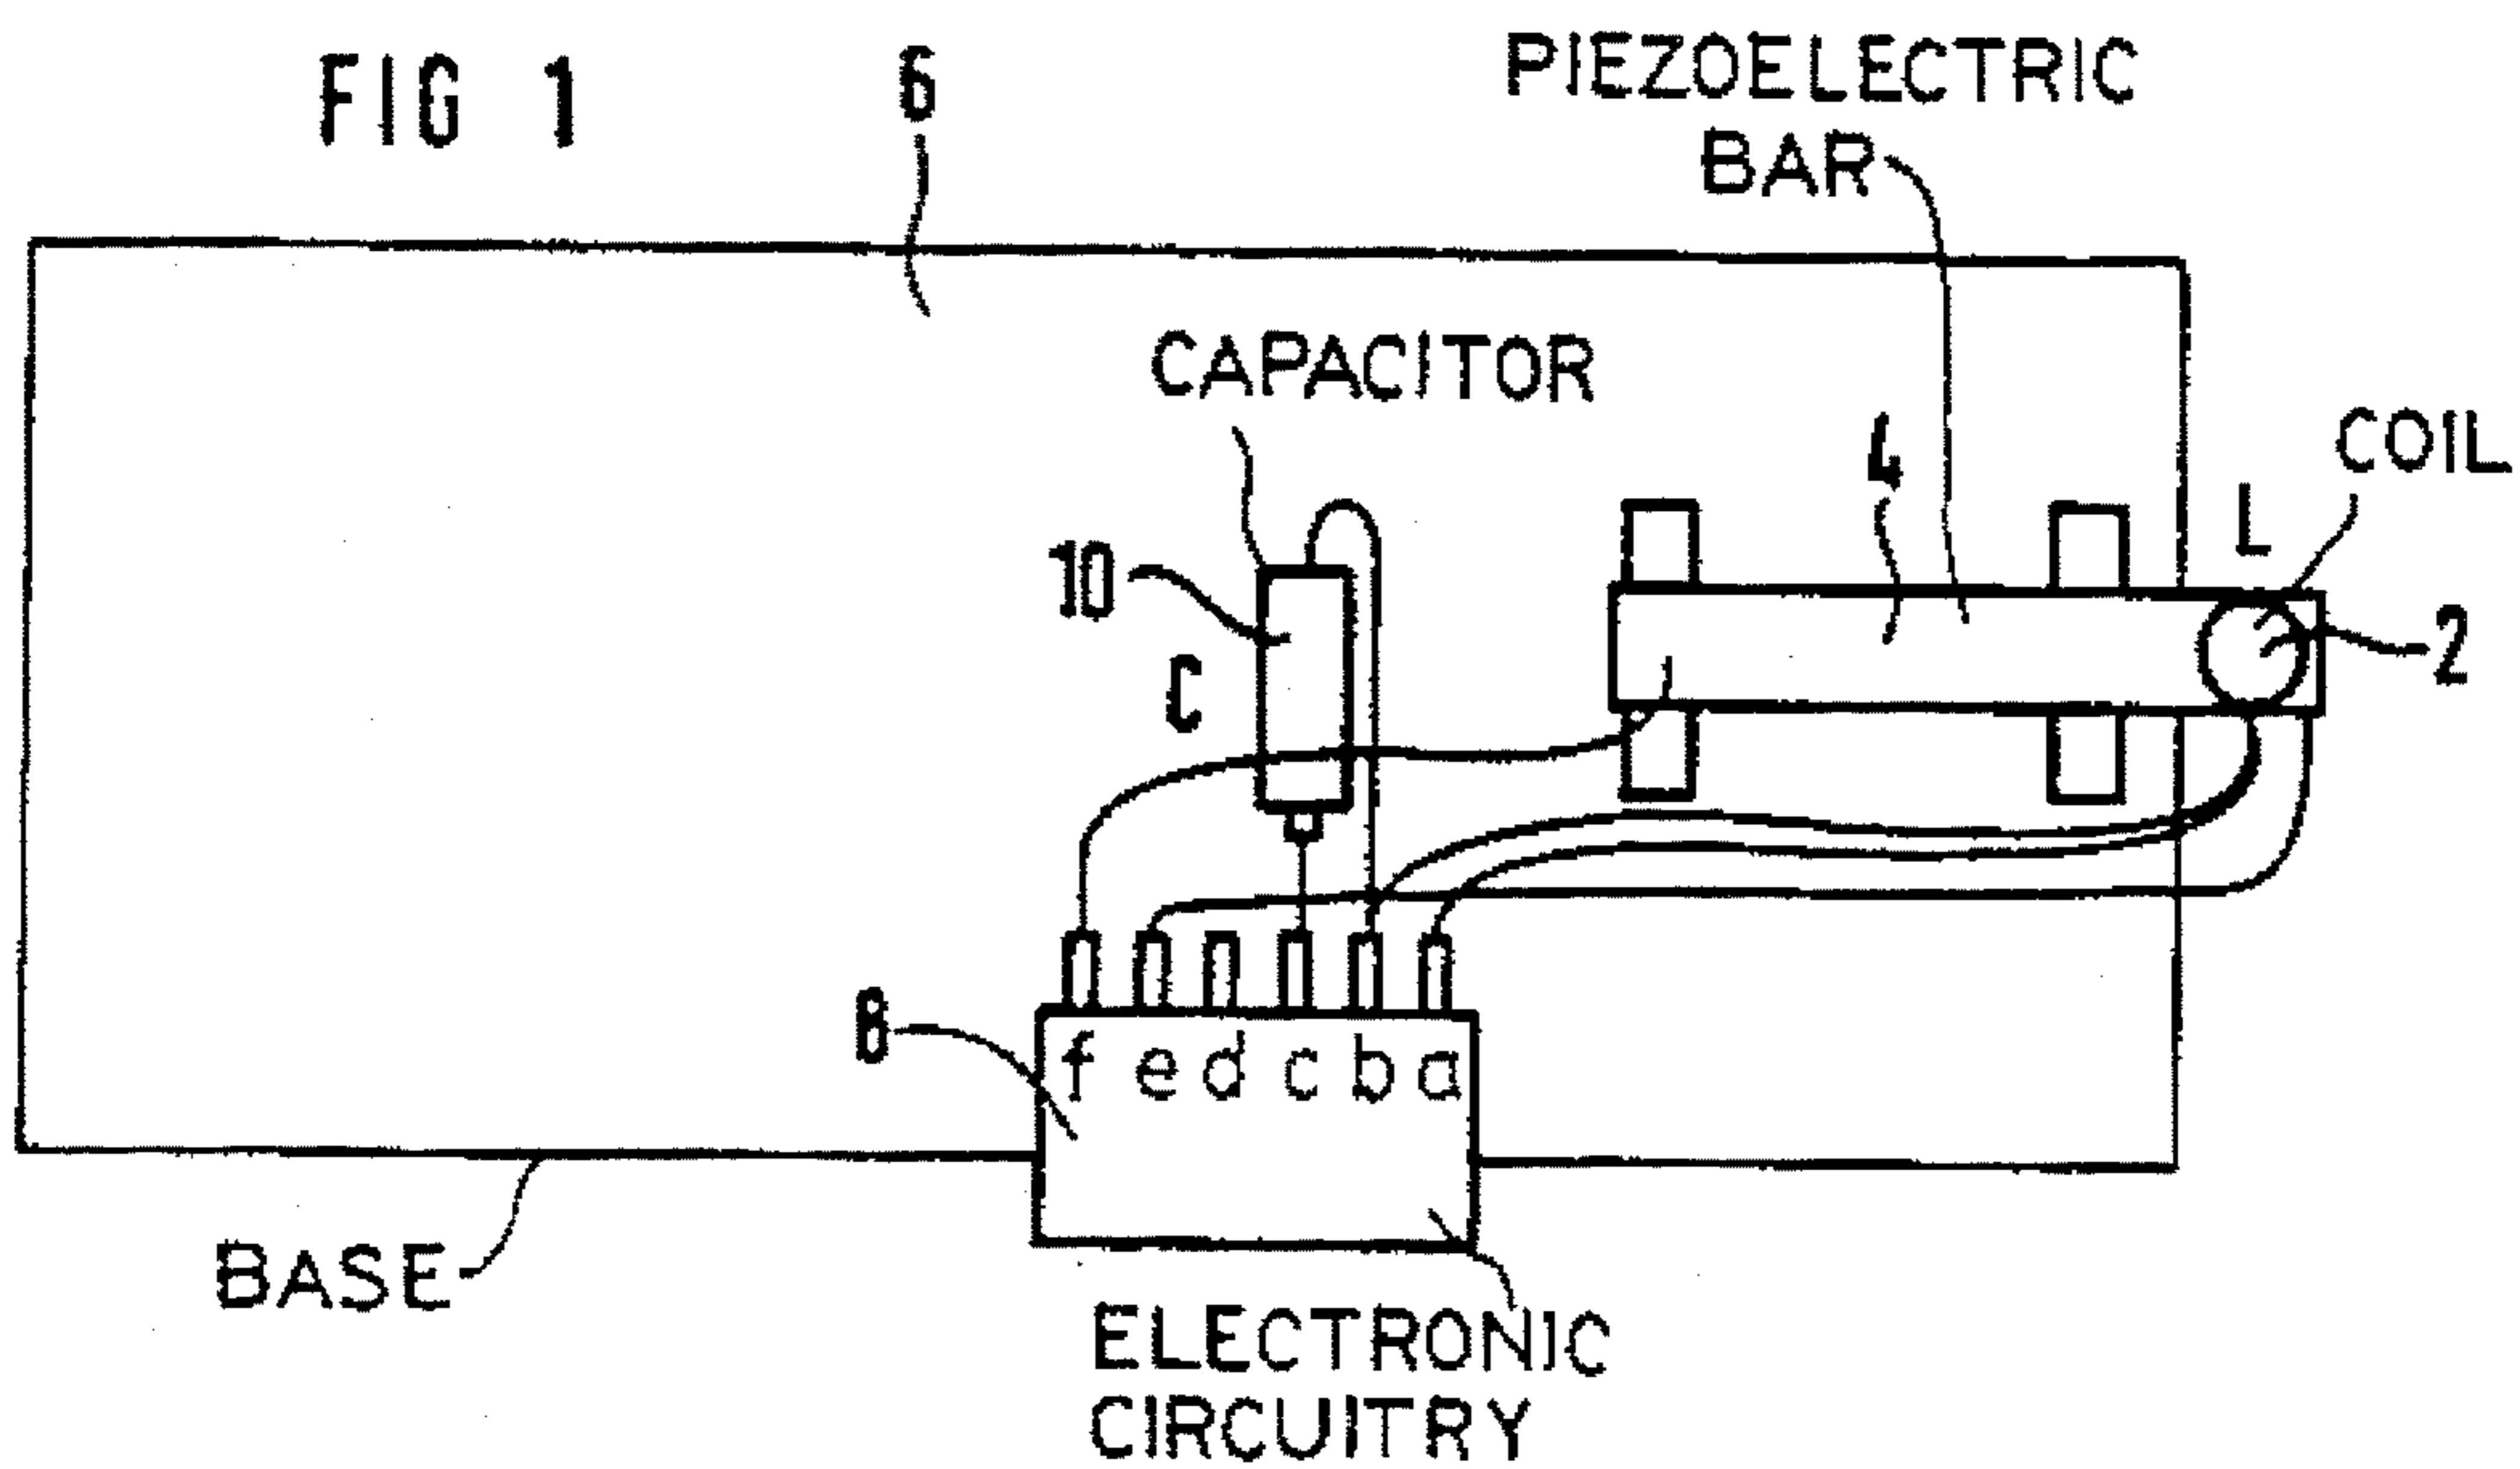 FIG 1
6
PIEZOELECTRIC
BAR
CAPACITOR
4
COIL
L
10
2
C
8
f e d c b a
BASE
ELECTRONIC
CIRCUITRY